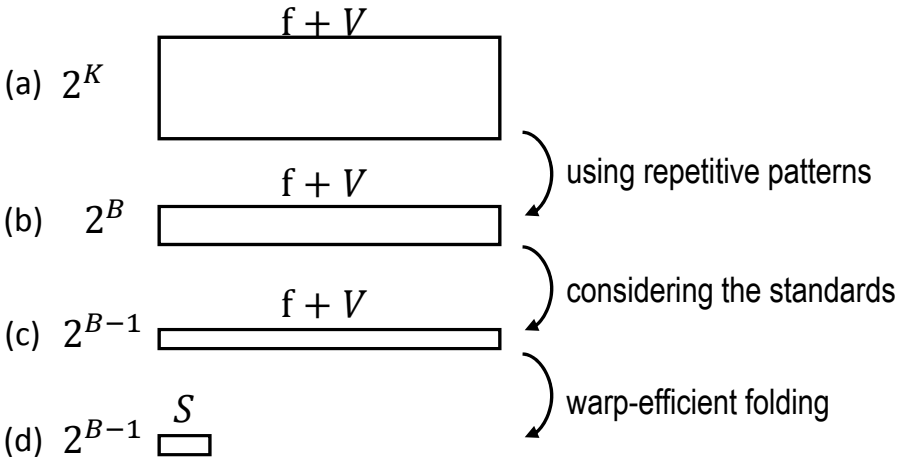 f + V
(a) 2^K
using repetitive patterns
f + V
(b) 2^B
considering the standards
f + V
(c) 2^{B−1}
warp-efficient folding
S
(d) 2^{B−1}